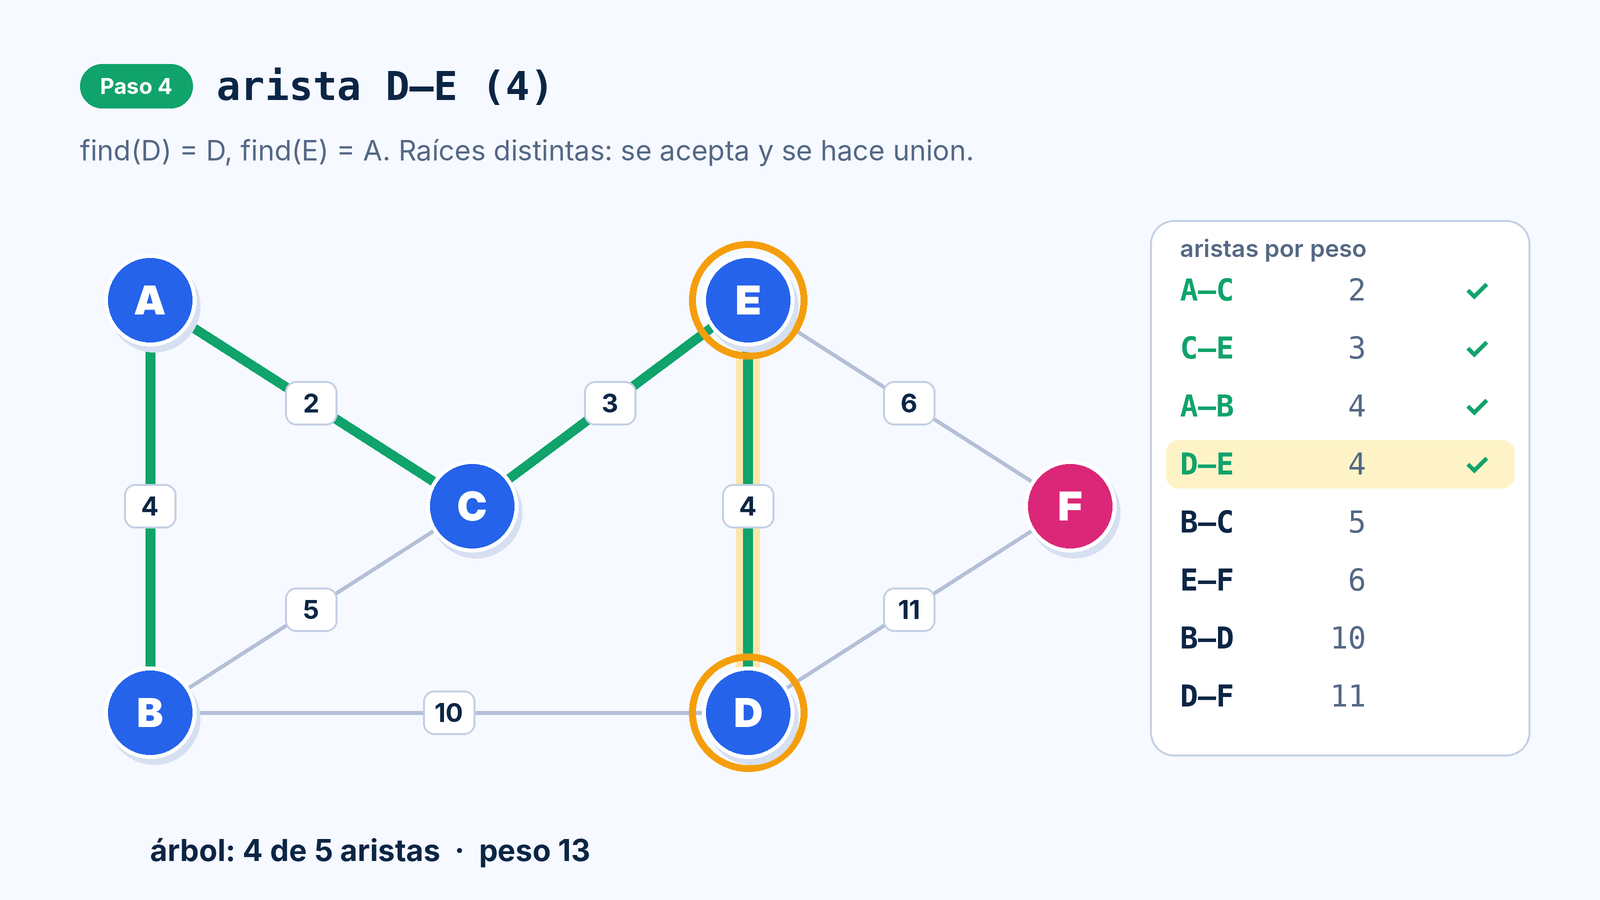 Paso 4 arista D—E (4)
find(D) = D, find(E) = A. Raíces distintas: se acepta y se hace union.
aristas por peso
A—C 2 ✓
C—E 3 ✓
A—B 4 ✓
D—E 4 ✓
B—C 5
E—F 6
B—D 10
D—F 11
A
E
2
3
6
4
C
4
F
5
11
B
10
D
árbol: 4 de 5 aristas · peso 13